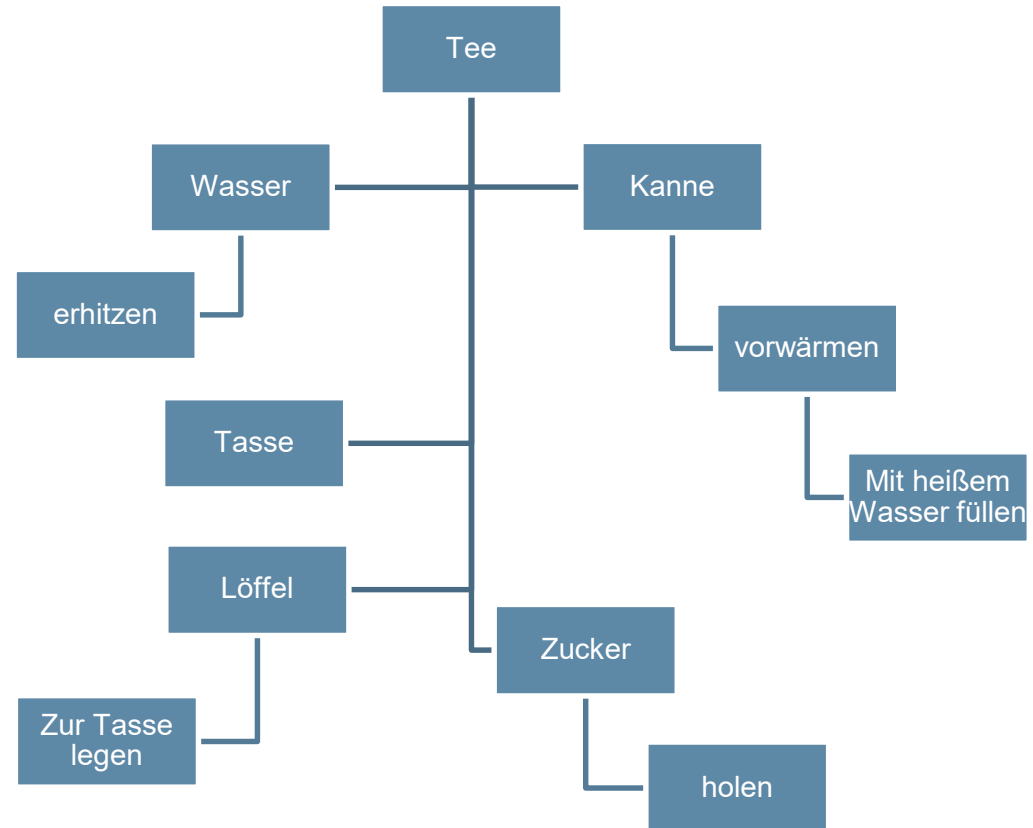 Tee
Wasser
Kanne
erhitzen
vorwärmen
Tasse
Mit heißem
Wasser füllen
Löffel
Zucker
Zur Tasse
legen
holen